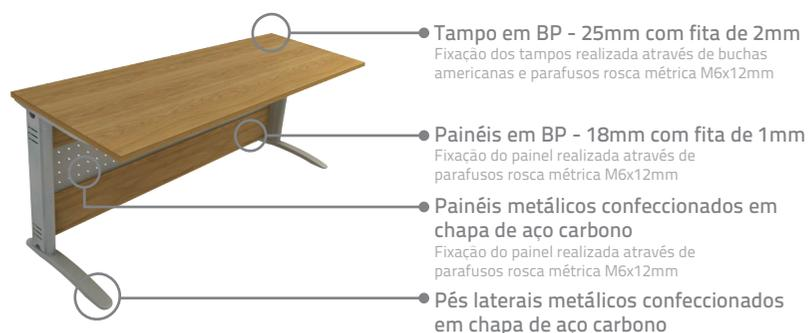 Tampo em BP - 25mm com fita de 2mm
Fixação dos tampos realizada através de buchas
americanas e parafusos rosca métrica M6x12mm
Painéis em BP - 18mm com fita de 1mm
Fixação do painel realizada através de
parafusos rosca métrica M6x12mm
Painéis metálicos confeccionados em
chapa de aço carbono
Fixação do painel realizada através de
parafusos rosca métrica M6x12mm
Pés laterais metálicos confeccionados
em chapa de aço carbono